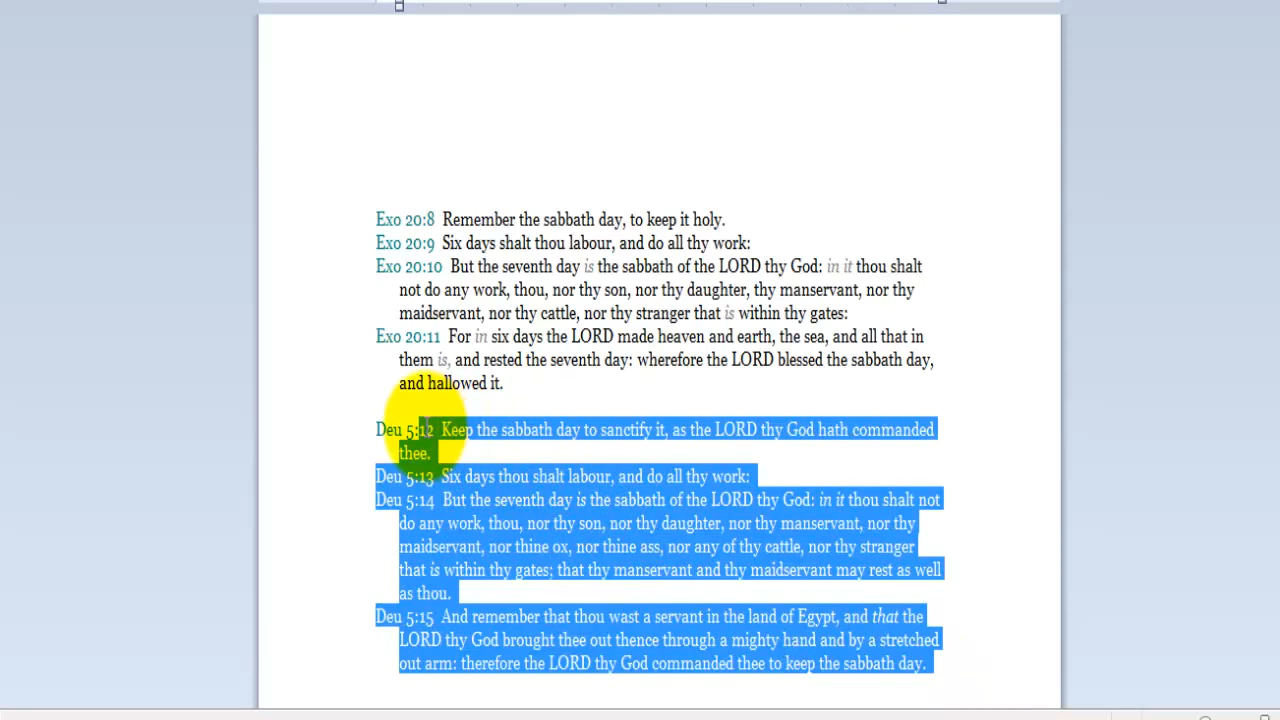 Exo 20:8 Remember the sabbath day, to keep it holy.
Exo 20:9 Six days shalt thou labour, and do all thy work:
Exo 20:10 But the seventh day is the sabbath of the LORD thy God: in it thou shalt
not do any work, thou, nor thy son, nor thy daughter, thy manservant, nor thy
maidservant, nor thy cattle, nor thy stranger that is within thy gates:
Exo 20:11 For in six days the LORD made heaven and earth, the sea, and all that in
them is, and rested the seventh day: wherefore the LORD blessed the sabbath day,
and hallowed it.
Deu 5:12 Keep the sabbath day to sanctify it, as the LORD thy God hath commanded
thee.
Deu 5:13 Six days thou shalt labour, and do all thy work:
Deu 5:14 But the seventh day is the sabbath of the LORD thy God: in it thou shalt not
do any work, thou, nor thy son, nor thy daughter, nor thy manservant, nor thy
maidservant, nor thine ox, nor thine ass, nor any of thy cattle, nor thy stranger
that is within thy gates; that thy manservant and thy maidservant may rest as well
as thou.
Deu 5:15 And remember that thou wast a servant in the land of Egypt, and that the
LORD thy God brought thee out thence through a mighty hand and by a stretched
out arm: therefore the LORD thy God commanded thee to keep the sabbath day.